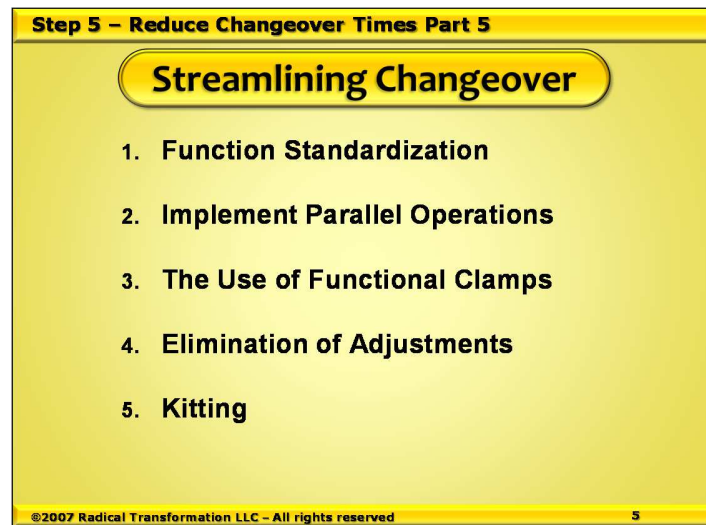 Step 5 – Reduce Changeover Times Part 5
Streamlining Changeover
1. Function Standardization
2. Implement Parallel Operations
3. The Use of Functional Clamps
4. Elimination of Adjustments
5. Kitting
©2007 Radical Transformation LLC – All rights reserved 5